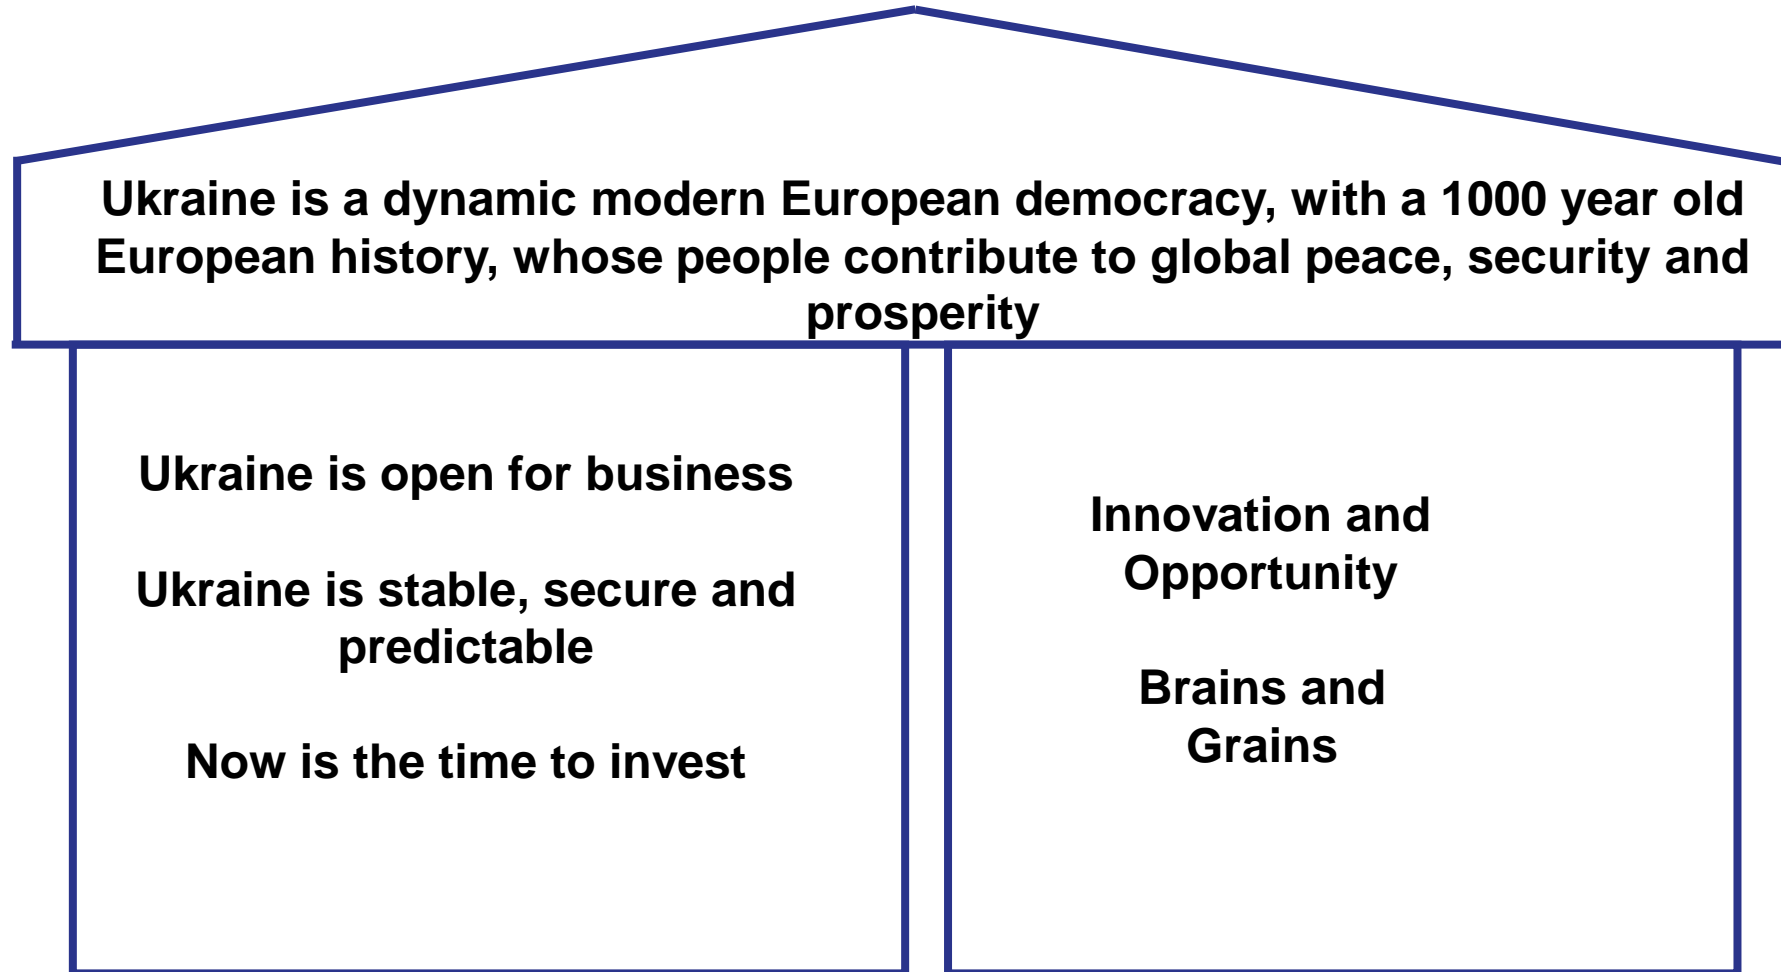 Ukraine is a dynamic modern European democracy, with a 1000 year old
European history, whose people contribute to global peace, security and
prosperity
Ukraine is open for business
Ukraine is stable, secure and
predictable
Now is the time to invest
Innovation and
Opportunity
Brains and
Grains